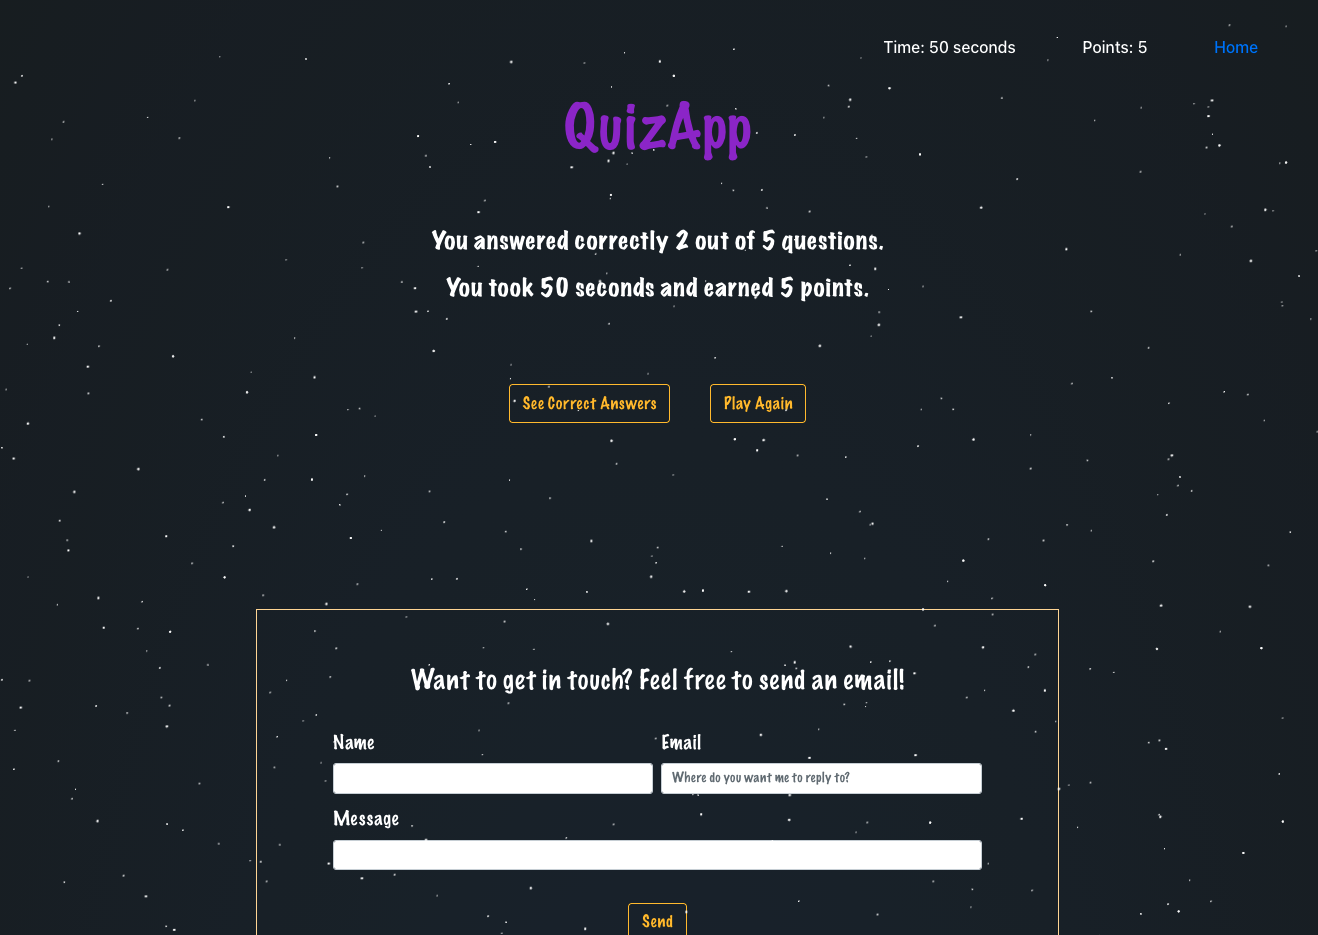 Time: 50 seconds Points: 5 Home
QuizApp
You answered correctly 2 out of 5 questions.
You took 50 seconds and earned 5 points.
See Correct Answers Play Again
Want to get in touch? Feel free to send an email!
Name Email
Where do you want me to reply to?
Message
Send